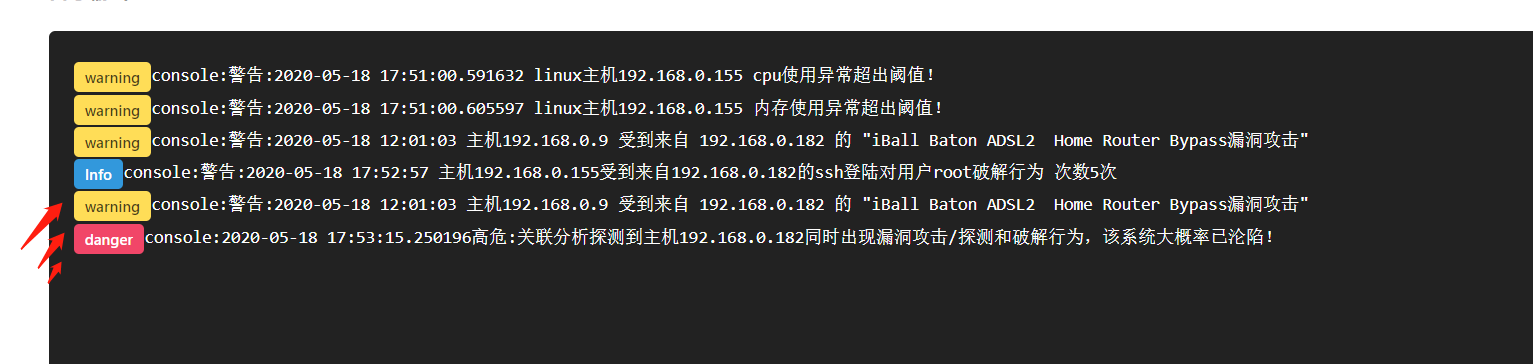 warning console:警告:2020-05-18 17:51:00.591632 linux主机192.168.0.155 cpu使用异常超出阈值!
warning console:警告:2020-05-18 17:51:00.605597 linux主机192.168.0.155 内存使用异常超出阈值!
warning console:警告:2020-05-18 12:01:03 主机192.168.0.9 受到来自 192.168.0.182 的 "iBall Baton ADSL2  Home Router Bypass漏洞攻击"
Info console:警告:2020-05-18 17:52:57 主机192.168.0.155受到来自192.168.0.182的ssh登陆对用户root破解行为 次数5次
warning console:警告:2020-05-18 12:01:03 主机192.168.0.9 受到来自 192.168.0.182 的 "iBall Baton ADSL2  Home Router Bypass漏洞攻击"
danger console:2020-05-18 17:53:15.250196高危:关联分析探测到主机192.168.0.182同时出现漏洞攻击/探测和破解行为，该系统大概率已沦陷!